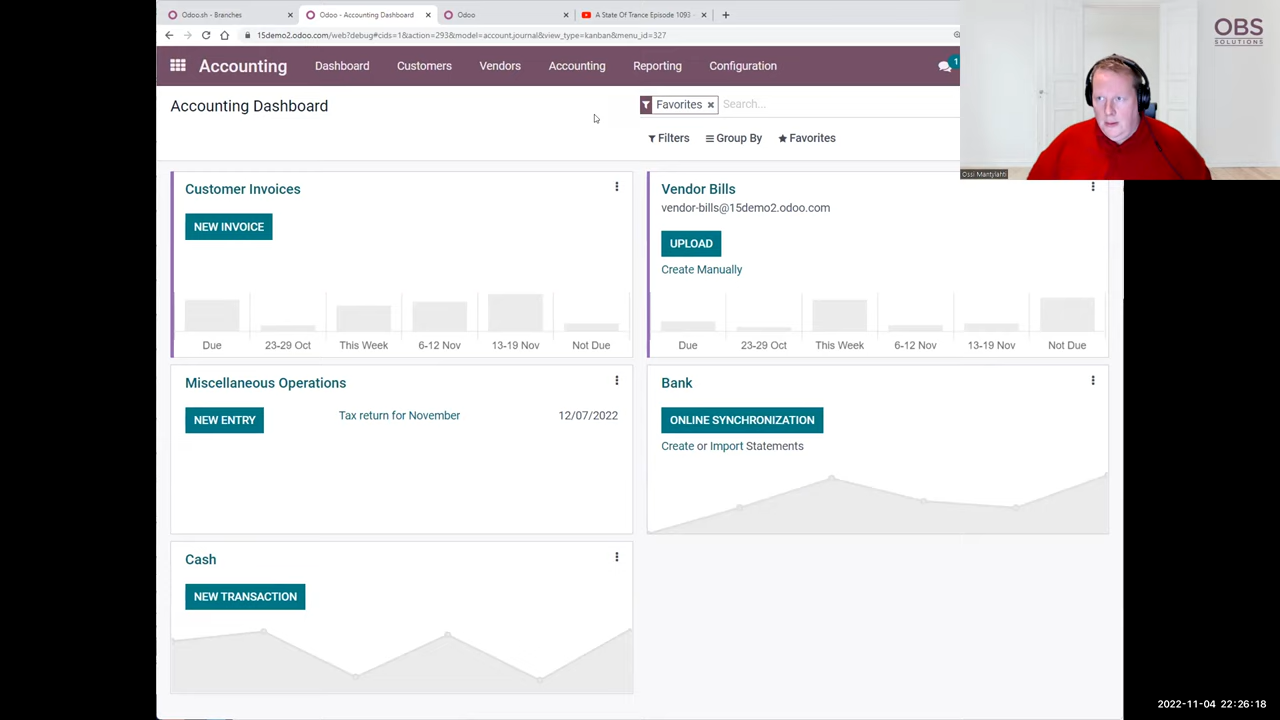 Odoo.sh - Branches
Odoo - Accounting Dashboard
Odoo
A State Of Trance Episode 1093
15demo2.odoo.com/web?debug#cids=1&action=293&model=account.journal&view_type=kanban&menu_id=327
Accounting
Dashboard
Customers
Vendors
Accounting
Reporting
Configuration
1
OBS
SOLUTIONS
Accounting Dashboard
Favorites
Search...
Filters
Group By
Favorites
Ossi Mantylahti
Customer Invoices
NEW INVOICE
Due
23-29 Oct
This Week
6-12 Nov
13-19 Nov
Not Due
Vendor Bills
vendor-bills@15demo2.odoo.com
UPLOAD
Create Manually
Due
23-29 Oct
This Week
6-12 Nov
13-19 Nov
Not Due
Miscellaneous Operations
NEW ENTRY
Tax return for November
12/07/2022
Bank
ONLINE SYNCHRONIZATION
Create or Import Statements
Cash
NEW TRANSACTION
2022-11-04 22:26:18